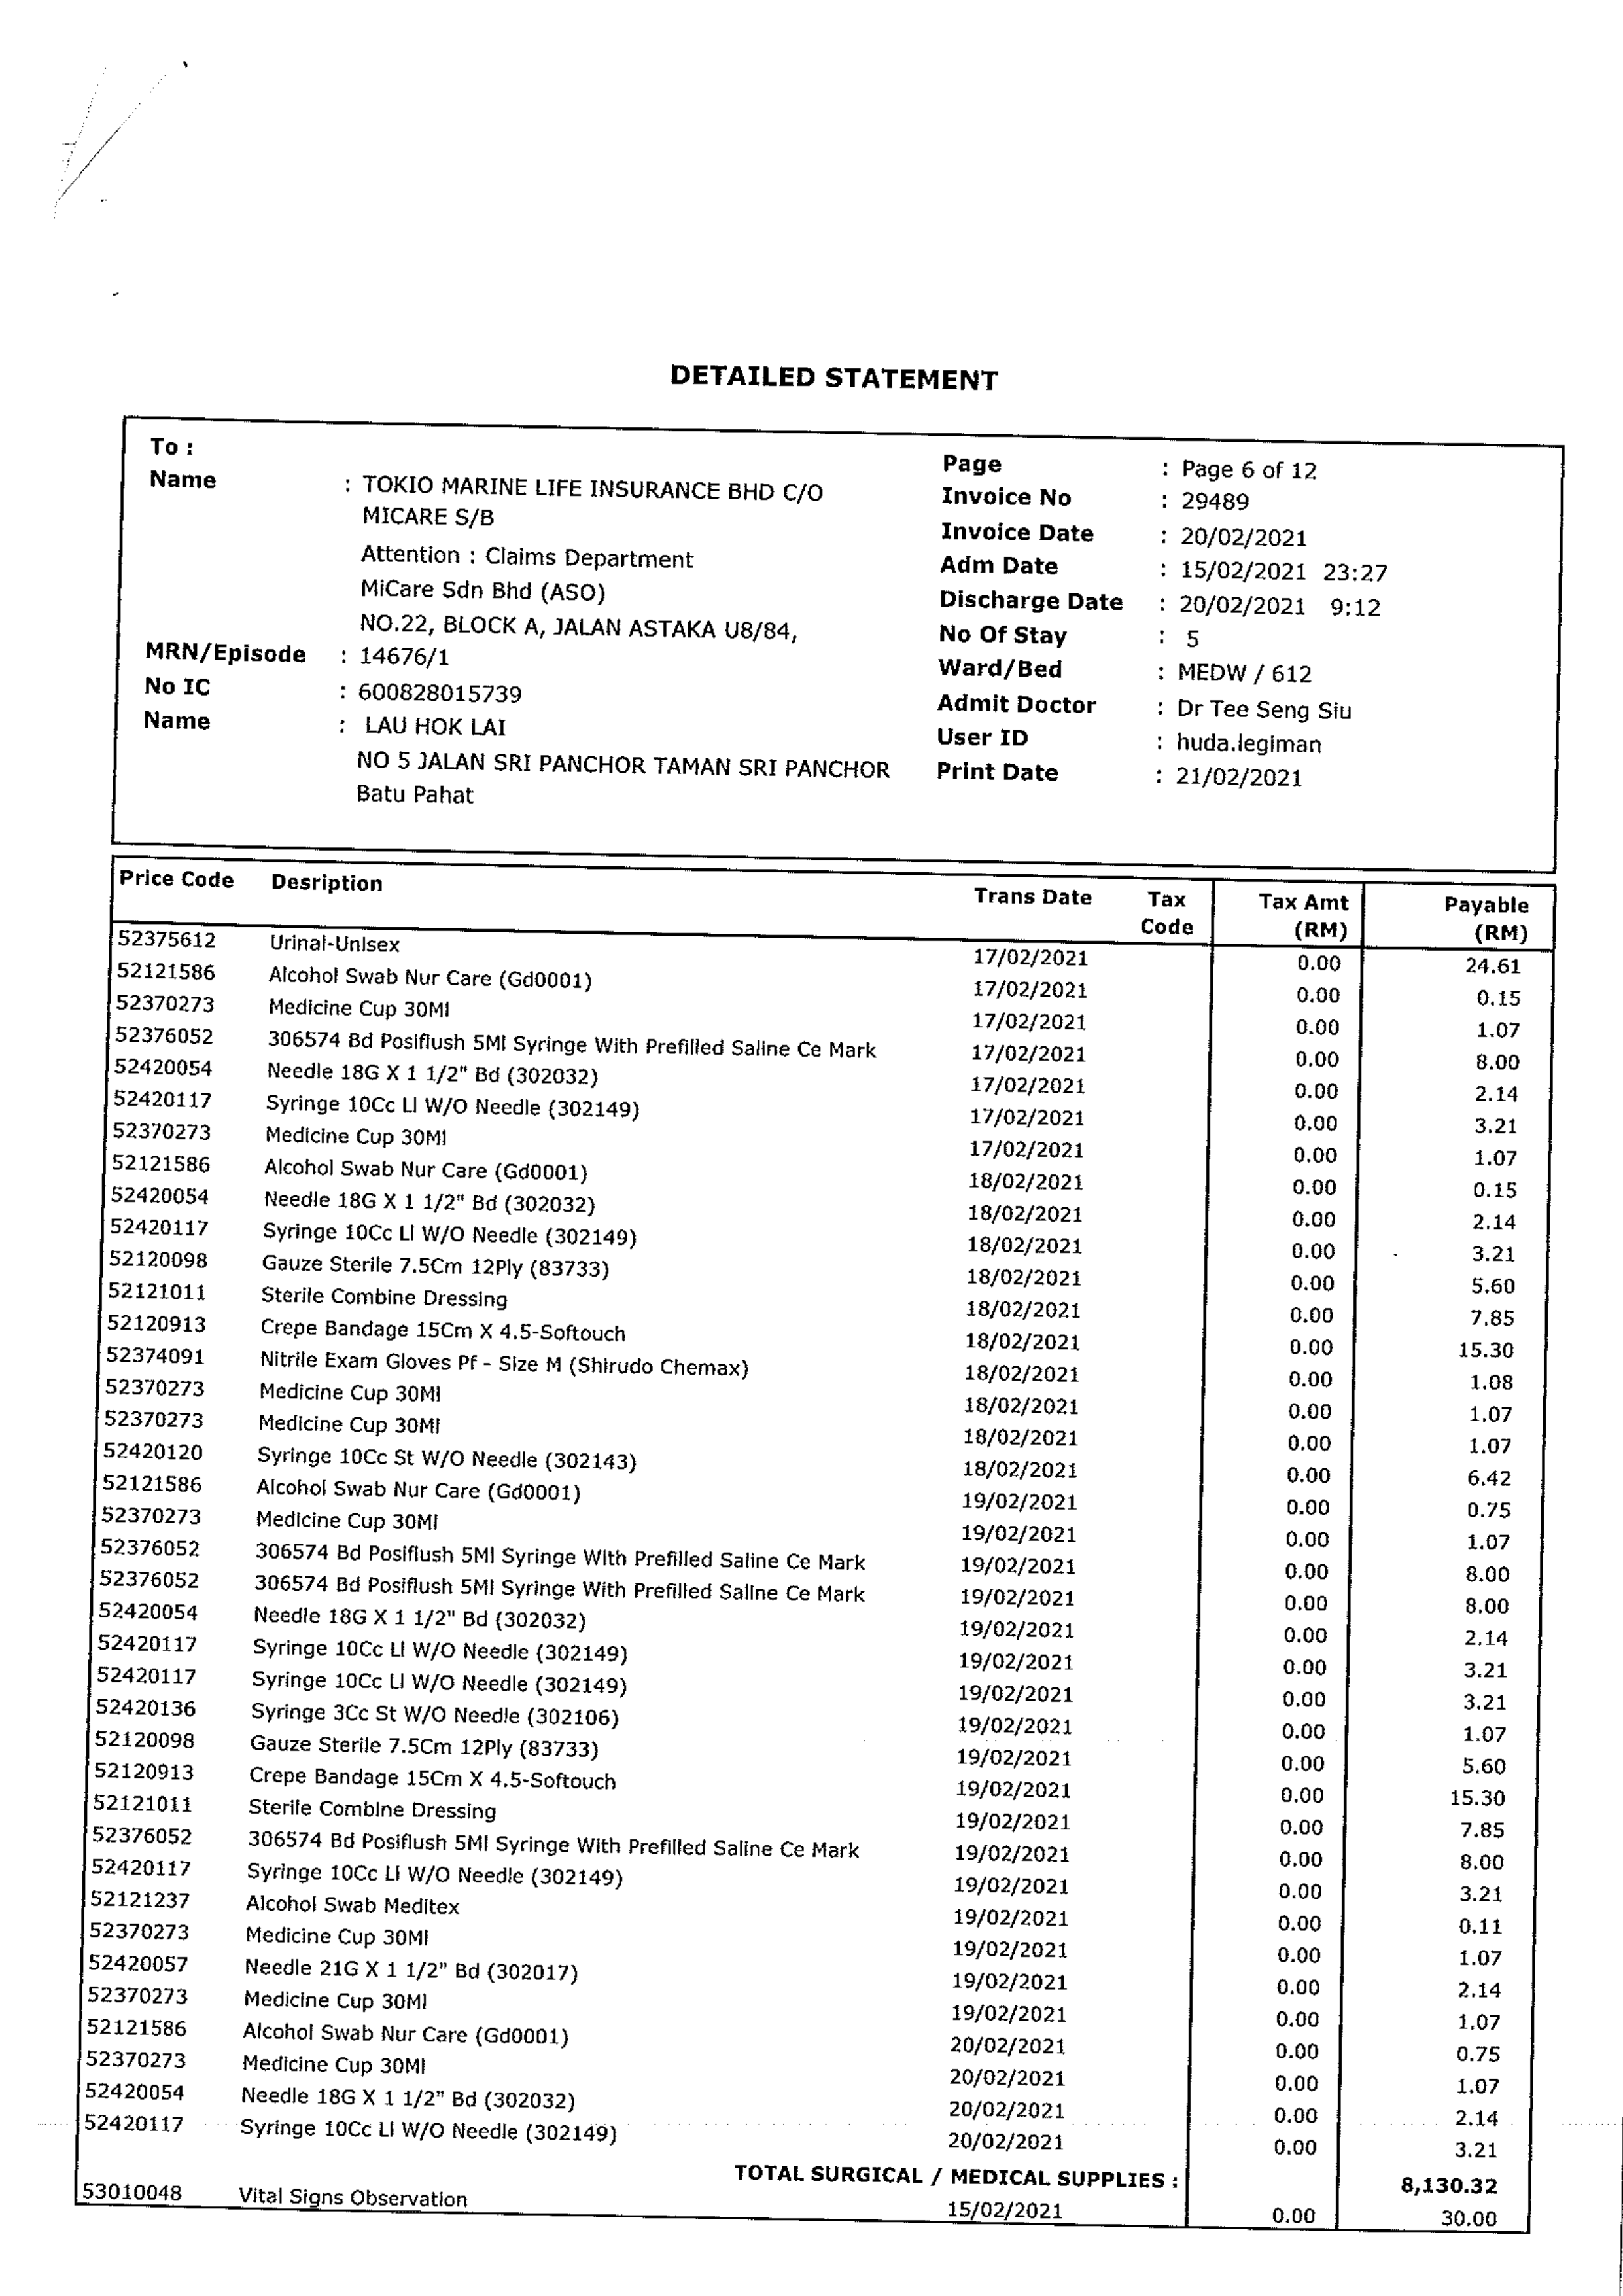 DETAILED STATEMENT
To :
Name : TOKIO MARINE LIFE INSURANCE BHD C/O
MICARE S/B
Attention : Claims Department
MiCare Sdn Bhd (ASO)
NO.22, BLOCK A, JALAN ASTAKA U8/84,
MRN/Episode : 14676/1
No IC : 600828015739
Name : LAU HOK LAI
NO 5 JALAN SRI PANCHOR TAMAN SRI PANCHOR
Batu Pahat
Page : Page 6 of 12
Invoice No : 29489
Invoice Date : 20/02/2021
Adm Date : 15/02/2021 23:27
Discharge Date : 20/02/2021 9:12
No Of Stay : 5
Ward/Bed : MEDW / 612
Admit Doctor : Dr Tee Seng Siu
User ID : huda.legiman
Print Date : 21/02/2021
Price Code Desription Trans Date Tax Code Tax Amt (RM) Payable (RM)
52375612 Urinal-Unisex 17/02/2021 0.00 24.61
52121586 Alcohol Swab Nur Care (Gd0001) 17/02/2021 0.00 0.15
52370273 Medicine Cup 30Ml 17/02/2021 0.00 1.07
52376052 306574 Bd Posiflush 5Ml Syringe With Prefilled Saline Ce Mark 17/02/2021 0.00 8.00
52420054 Needle 18G X 1 1/2" Bd (302032) 17/02/2021 0.00 2.14
52420117 Syringe 10Cc Ll W/O Needle (302149) 17/02/2021 0.00 3.21
52370273 Medicine Cup 30Ml 17/02/2021 0.00 1.07
52121586 Alcohol Swab Nur Care (Gd0001) 18/02/2021 0.00 0.15
52420054 Needle 18G X 1 1/2" Bd (302032) 18/02/2021 0.00 2.14
52420117 Syringe 10Cc Ll W/O Needle (302149) 18/02/2021 0.00 3.21
52120098 Gauze Sterile 7.5Cm 12Ply (83733) 18/02/2021 0.00 5.60
52121011 Sterile Combine Dressing 18/02/2021 0.00 7.85
52120913 Crepe Bandage 15Cm X 4.5-Softouch 18/02/2021 0.00 15.30
52374091 Nitrile Exam Gloves Pf - Size M (Shirudo Chemax) 18/02/2021 0.00 1.08
52370273 Medicine Cup 30Ml 18/02/2021 0.00 1.07
52370273 Medicine Cup 30Ml 18/02/2021 0.00 1.07
52420120 Syringe 10Cc St W/O Needle (302143) 18/02/2021 0.00 6.42
52121586 Alcohol Swab Nur Care (Gd0001) 19/02/2021 0.00 0.75
52370273 Medicine Cup 30Ml 19/02/2021 0.00 1.07
52376052 306574 Bd Posiflush 5Ml Syringe With Prefilled Saline Ce Mark 19/02/2021 0.00 8.00
52376052 306574 Bd Posiflush 5Ml Syringe With Prefilled Saline Ce Mark 19/02/2021 0.00 8.00
52420054 Needle 18G X 1 1/2" Bd (302032) 19/02/2021 0.00 2.14
52420117 Syringe 10Cc Ll W/O Needle (302149) 19/02/2021 0.00 3.21
52420117 Syringe 10Cc Ll W/O Needle (302149) 19/02/2021 0.00 3.21
52420136 Syringe 3Cc St W/O Needle (302106) 19/02/2021 0.00 1.07
52120098 Gauze Sterile 7.5Cm 12Ply (83733) 19/02/2021 0.00 5.60
52120913 Crepe Bandage 15Cm X 4.5-Softouch 19/02/2021 0.00 15.30
52121011 Sterile Combine Dressing 19/02/2021 0.00 7.85
52376052 306574 Bd Posiflush 5Ml Syringe With Prefilled Saline Ce Mark 19/02/2021 0.00 8.00
52420117 Syringe 10Cc Ll W/O Needle (302149) 19/02/2021 0.00 3.21
52121237 Alcohol Swab Meditex 19/02/2021 0.00 0.11
52370273 Medicine Cup 30Ml 19/02/2021 0.00 1.07
52420057 Needle 21G X 1 1/2" Bd (302017) 19/02/2021 0.00 2.14
52370273 Medicine Cup 30Ml 19/02/2021 0.00 1.07
52121586 Alcohol Swab Nur Care (Gd0001) 20/02/2021 0.00 0.75
52370273 Medicine Cup 30Ml 20/02/2021 0.00 1.07
52420054 Needle 18G X 1 1/2" Bd (302032) 20/02/2021 0.00 2.14
52420117 Syringe 10Cc Ll W/O Needle (302149) 20/02/2021 0.00 3.21
TOTAL SURGICAL / MEDICAL SUPPLIES : 8,130.32
53010048 Vital Signs Observation 15/02/2021 0.00 30.00